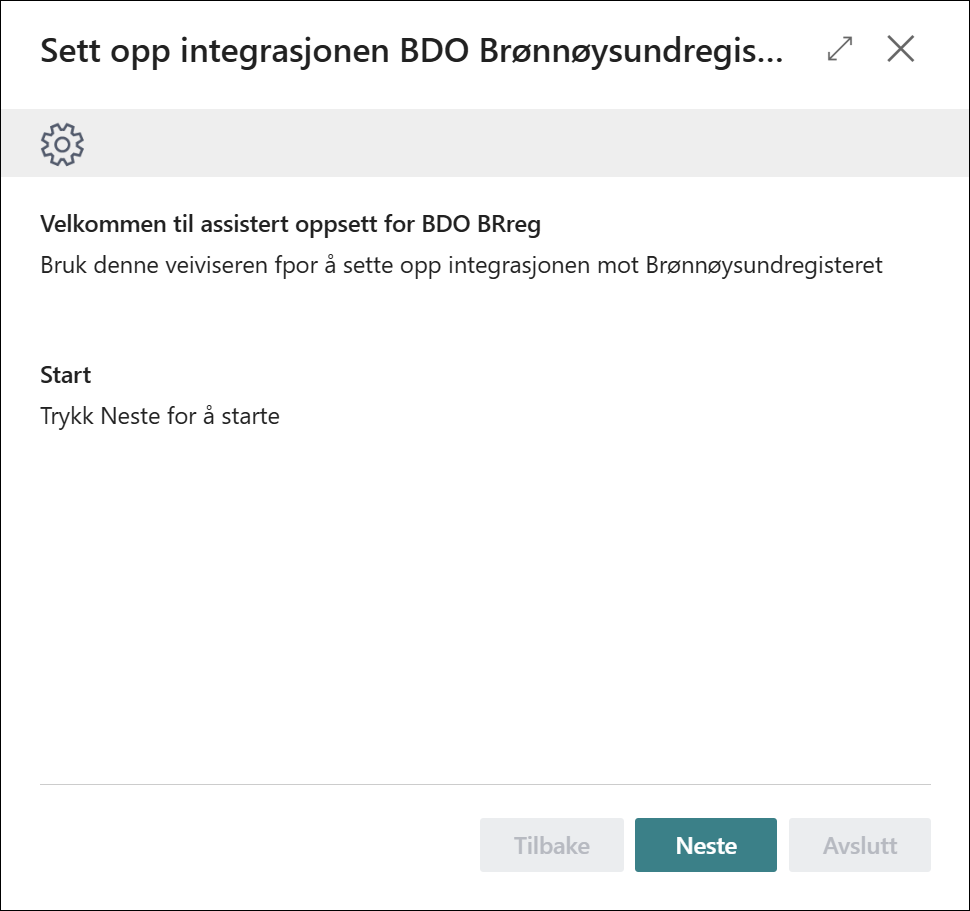 Sett opp integrasjonen BDO Brønnøysundregis...
Velkommen til assistert oppsett for BDO BRreg
Bruk denne veiviseren fpor å sette opp integrasjonen mot Brønnøysundregisteret
Start
Trykk Neste for å starte
Tilbake
Neste
Avslutt